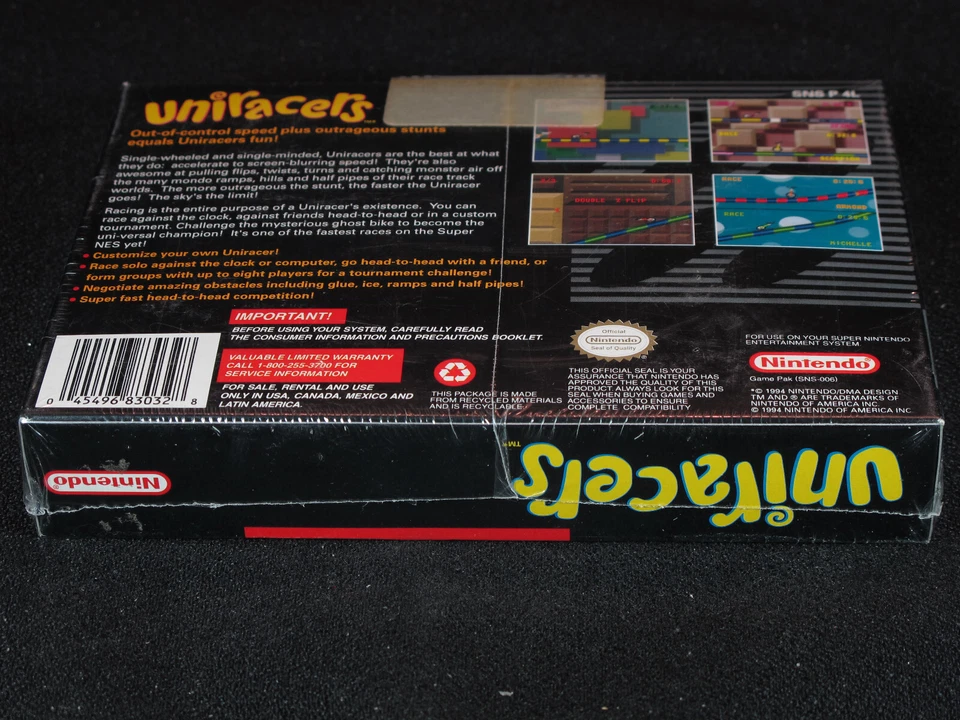 uniracers™
SNS P 4L
Out-of-control speed plus outrageous stunts
equals Uniracers fun!
Single-wheeled and single-minded, Uniracers are the best at what
they do: accelerate to screen-blurring speed! They're also
awesome at pulling flips, twists, turns and catching monster air off
the many mondo ramps, hills and half pipes of their race track
worlds. The more outrageous the stunt, the faster the Uniracer
goes! The sky's the limit!
Racing is the entire purpose of a Uniracer's existence. You can
race against the clock, against friends head-to-head or in a custom
tournament. Challenge the mysterious ghost bike to become the
uni-versal champion! It's one of the fastest races on the Super
NES yet!
• Customize your own Uniracer!
• Race solo against the clock or computer, go head-to-head with a friend, or
form groups with up to eight players for a tournament challenge!
• Negotiate amazing obstacles including glue, ice, ramps and half pipes!
• Super fast head-to-head competition!
DOUBLE Z FLIP
RACE
RACE
MICHELLE
IMPORTANT!
BEFORE USING YOUR SYSTEM, CAREFULLY READ
THE CONSUMER INFORMATION AND PRECAUTIONS BOOKLET.
VALUABLE LIMITED WARRANTY
CALL 1-800-255-3700 FOR
SERVICE INFORMATION
FOR SALE, RENTAL AND USE
ONLY IN USA, CANADA, MEXICO AND
LATIN AMERICA.
0 45496 83032 8
THIS PACKAGE IS MADE
FROM RECYCLED MATERIALS
AND IS RECYCLABLE.
Official
Nintendo
Seal of Quality
THIS OFFICIAL SEAL IS YOUR
ASSURANCE THAT NINTENDO HAS
APPROVED THE QUALITY OF THIS
PRODUCT. ALWAYS LOOK FOR THIS
SEAL WHEN BUYING GAMES AND
ACCESSORIES TO ENSURE
COMPLETE COMPATIBILITY
FOR USE ON YOUR SUPER NINTENDO
ENTERTAINMENT SYSTEM.
Nintendo®
Game Pak (SNS-006)
© 1994 NINTENDO/DMA DESIGN
TM AND ® ARE TRADEMARKS OF
NINTENDO OF AMERICA INC.
© 1994 NINTENDO OF AMERICA INC.
uniracers™
Nintendo®